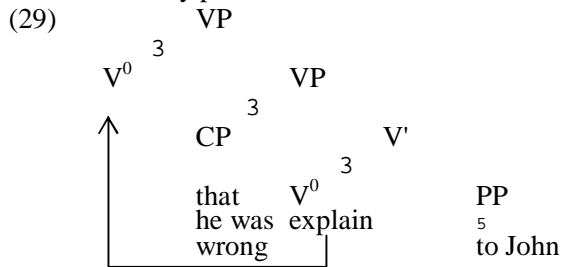 (29) VP
3
V⁰ VP
3
CP V'
3
that V⁰ PP
he was explain 5
wrong to John